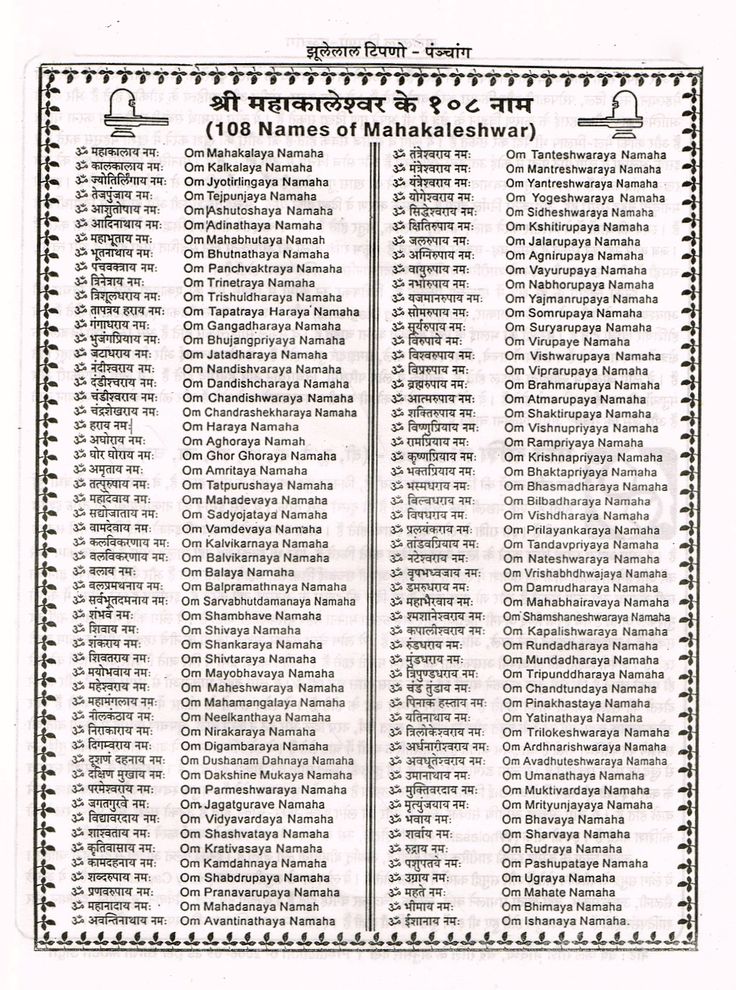 झूलेलाल टिपणो - पंञ्चांग
श्री महाकालेश्वर के १०८ नाम
(108 Names of Mahakaleshwar)
ॐ महाकालाय नमः Om Mahakalaya Namaha
ॐ कालकालाय नमः Om Kalkalaya Namaha
ॐ ज्योतिर्लिंगाय नमः Om Jyotirlingaya Namaha
ॐ तेजपुंजाय नमः Om Tejpunjaya Namaha
ॐ आशुतोषाय नमः Om Ashutoshaya Namaha
ॐ आदिनाथाय नमः Om Adinathaya Namaha
ॐ महाभूताय नमः Om Mahabhutaya Namah
ॐ भूतनाथाय नमः Om Bhutnathaya Namaha
ॐ पंचवक्त्राय नमः Om Panchvaktraya Namaha
ॐ त्रिनेत्राय नमः Om Trinetraya Namaha
ॐ त्रिशूलधराय नमः Om Trishuldharaya Namaha
ॐ तापत्रय हराय नमः Om Tapatraya Haraya Namaha
ॐ गंगाधराय नमः Om Gangadharaya Namaha
ॐ भुजंगप्रियाय नमः Om Bhujangpriyaya Namaha
ॐ जटाधराय नमः Om Jatadharaya Namaha
ॐ नंदीश्वराय नमः Om Nandishvaraya Namaha
ॐ दंडीश्चराय नमः Om Dandishcharaya Namaha
ॐ चंडीश्वराय नमः Om Chandishwaraya Namaha
ॐ चंद्रशेखराय नमः Om Chandrashekharaya Namaha
ॐ हराय नमः Om Haraya Namaha
ॐ अघोराय नमः Om Aghoraya Namah
ॐ घोर घोराय नमः Om Ghor Ghoraya Namaha
ॐ अमृताय नमः Om Amritaya Namaha
ॐ तत्पुरुषाय नमः Om Tatpurushaya Namaha
ॐ महादेवाय नमः Om Mahadevaya Namaha
ॐ सद्योजाताय नमः Om Sadyojataya Namaha
ॐ वामदेवाय नमः Om Vamdevaya Namaha
ॐ कलविकरणाय नमः Om Kalvikarnaya Namaha
ॐ बलविकरणाय नमः Om Balvikarnaya Namaha
ॐ बलाय नमः Om Balaya Namaha
ॐ बलप्रमथनाय नमः Om Balpramathnaya Namaha
ॐ सर्वभूतदमनाय नमः Om Sarvabhutdamanaya Namaha
ॐ शंभवे नमः Om Shambhave Namaha
ॐ शिवाय नमः Om Shivaya Namaha
ॐ शंकराय नमः Om Shankaraya Namaha
ॐ शिवतराय नमः Om Shivtaraya Namaha
ॐ मयोभवाय नमः Om Mayobhavaya Namaha
ॐ महेश्वराय नमः Om Maheshwaraya Namaha
ॐ महामंगलाय नमः Om Mahamangalaya Namaha
ॐ नीलकंठाय नमः Om Neelkanthaya Namaha
ॐ निराकाराय नमः Om Nirakaraya Namaha
ॐ दिगम्वराय नमः Om Digambaraya Namaha
ॐ दूशणं दहनाय नमः Om Dushanam Dahnaya Namaha
ॐ दक्षिण मुखाय नमः Om Dakshine Mukaya Namaha
ॐ परमेश्वराय नमः Om Parmeshwaraya Namaha
ॐ जगतगुरवे नमः Om Jagatgurave Namaha
ॐ विद्यावरदाय नमः Om Vidyavardaya Namaha
ॐ शाश्वताय नमः Om Shashvataya Namaha
ॐ कृतिवासाय नमः Om Krativasaya Namaha
ॐ कामदहनाय नमः Om Kamdahnaya Namaha
ॐ शब्दरुपाय नमः Om Shabdrupaya Namaha
ॐ प्रणवरुपाय नमः Om Pranavarupaya Namaha
ॐ महानादाय नमः Om Mahadanaya Namah
ॐ अवन्तिनाथाय नमः Om Avantinathaya Namaha
ॐ तंत्रेश्वराय नमः Om Tanteshwaraya Namaha
ॐ मंत्रेश्वराय नमः Om Mantreshwaraya Namaha
ॐ यंत्रेश्वराय नमः Om Yantreshwaraya Namaha
ॐ योगेश्वराय नमः Om Yogeshwaraya Namaha
ॐ सिद्धेश्वराय नमः Om Sidheshwaraya Namaha
ॐ क्षितिरुपाय नमः Om Kshitirupaya Namaha
ॐ जलरुपाय नमः Om Jalarupaya Namaha
ॐ अग्निरुपाय नमः Om Agnirupaya Namaha
ॐ वायुरुपाय नमः Om Vayurupaya Namaha
ॐ नर्भारुपाय नमः Om Nabhorupaya Namaha
ॐ यजमानरुपाय नमः Om Yajmanrupaya Namaha
ॐ सोमरुपाय नमः Om Somrupaya Namaha
ॐ सूर्यरुपाय नमः Om Suryarupaya Namaha
ॐ विरुपाये नमः Om Virupaye Namaha
ॐ विश्वरुपाय नमः Om Vishwarupaya Namaha
ॐ विप्ररुपाय नमः Om Viprarupaya Namaha
ॐ ब्रह्मरुपाय नमः Om Brahmarupaya Namaha
ॐ आत्मरुपाय नमः Om Atmarupaya Namaha
ॐ शक्तिरुपाय नमः Om Shaktirupaya Namaha
ॐ विष्णुप्रियाय नमः Om Vishnupriyaya Namaha
ॐ रामप्रियाय नमः Om Rampriyaya Namaha
ॐ कृष्णप्रियाय नमः Om Krishnapriyaya Namaha
ॐ भक्तप्रियाय नमः Om Bhaktapriyaya Namaha
ॐ भस्मधराय नमः Om Bhasmadharaya Namaha
ॐ बिल्वधराय नमः Om Bilbadharaya Namaha
ॐ विषधराय नमः Om Vishdharaya Namaha
ॐ प्रलयंकराय नमः Om Prilayankaraya Namaha
ॐ तांडवप्रियाय नमः Om Tandavpriyaya Namaha
ॐ नटेश्वराय नमः Om Nateshwaraya Namaha
ॐ वृषभध्वजाय नमः Om Vrishabhdhwajaya Namaha
ॐ डमरुधराय नमः Om Damrudharaya Namaha
ॐ महाभैरवाय नमः Om Mahabhairavaya Namaha
ॐ श्मशानेश्वराय नमः Om Shamshaneshwaraya Namaha
ॐ कपालीश्वराय नमः Om Kapalishwaraya Namaha
ॐ रुंडधराय नमः Om Rundadharaya Namaha
ॐ मुंडधराय नमः Om Mundadharaya Namaha
ॐ त्रिपुण्डधराय नमः Om Tripunddharaya Namaha
ॐ चंड तुंडाय नमः Om Chandtundaya Namaha
ॐ पिनाक हस्ताय नमः Om Pinakhastaya Namaha
ॐ यतिनाथाय नमः Om Yatinathaya Namaha
ॐ त्रिलोकेश्वराय नमः Om Trilokeshwaraya Namaha
ॐ अर्धनारीश्वराय नमः Om Ardhnarishwaraya Namaha
ॐ अवधूतेश्वराय नमः Om Avadhuteshwaraya Namaha
ॐ उमानाथाय नमः Om Umanathaya Namaha
ॐ मुक्तिवरदाय नमः Om Muktivardaya Namaha
ॐ मृत्युंजयाय नमः Om Mrityunjayaya Namaha
ॐ भवाय नमः Om Bhavaya Namaha
ॐ शर्वाय नमः Om Sharvaya Namaha
ॐ रुद्राय नमः Om Rudraya Namaha
ॐ पशुपतवे नमः Om Pashupataye Namaha
ॐ उग्राय नमः Om Ugraya Namaha
ॐ महते नमः Om Mahate Namaha
ॐ भीमाय नमः Om Bhimaya Namaha
ॐ ईशानाय नमः Om Ishanaya Namaha.